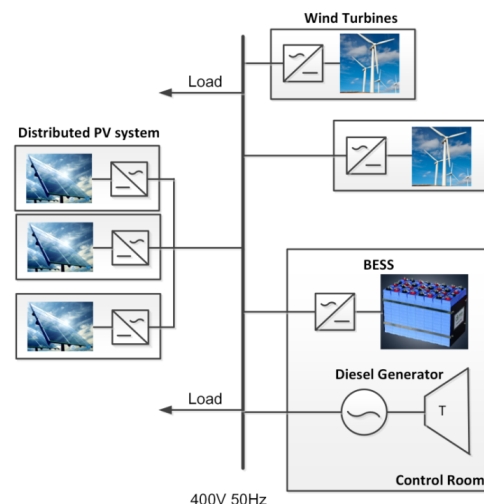 Wind Turbines
Load
Distributed PV system
BESS
Diesel Generator
Load
T
Control Room
400V 50Hz